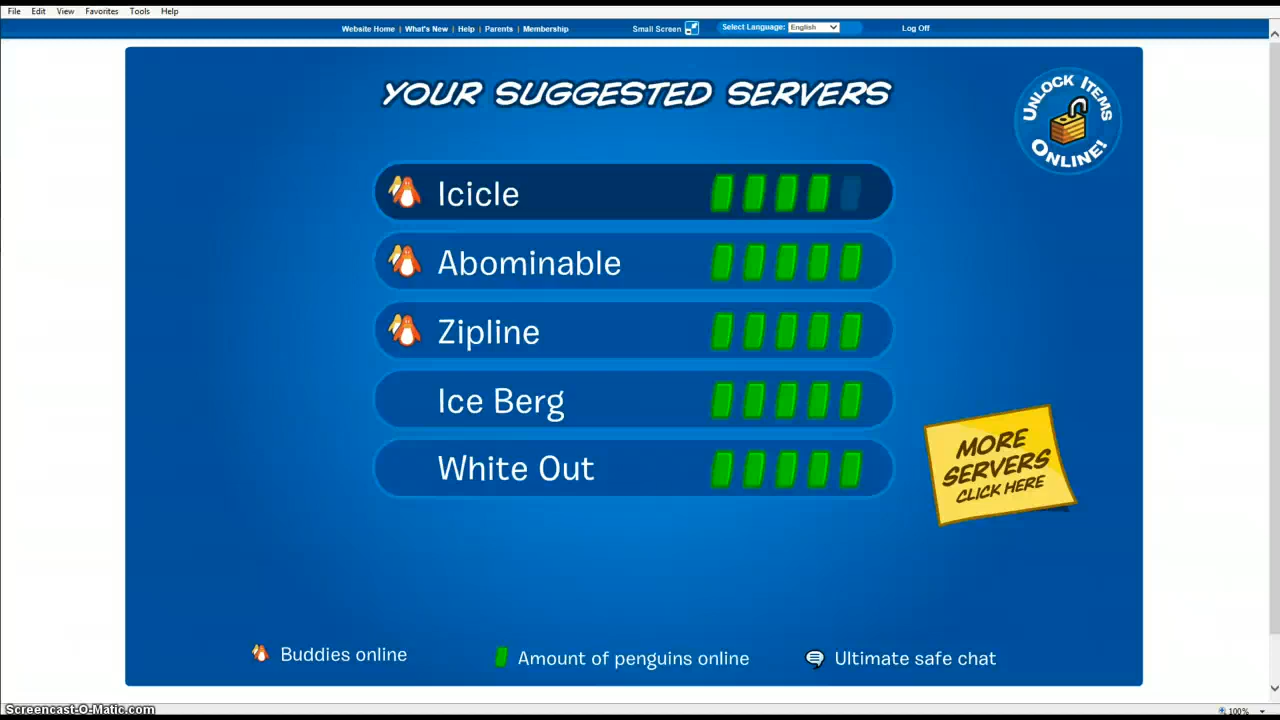 File Edit View Favorites Tools Help
Website Home | What's New | Help | Parents | Membership Small Screen Select Language: English Log Off
YOUR SUGGESTED SERVERS
UNLOCK ITEMS
ONLINE!
Icicle
Abominable
Zipline
Ice Berg
White Out
MORE
SERVERS
CLICK HERE
Buddies online Amount of penguins online Ultimate safe chat
Screencast-O-Matic.com 100%